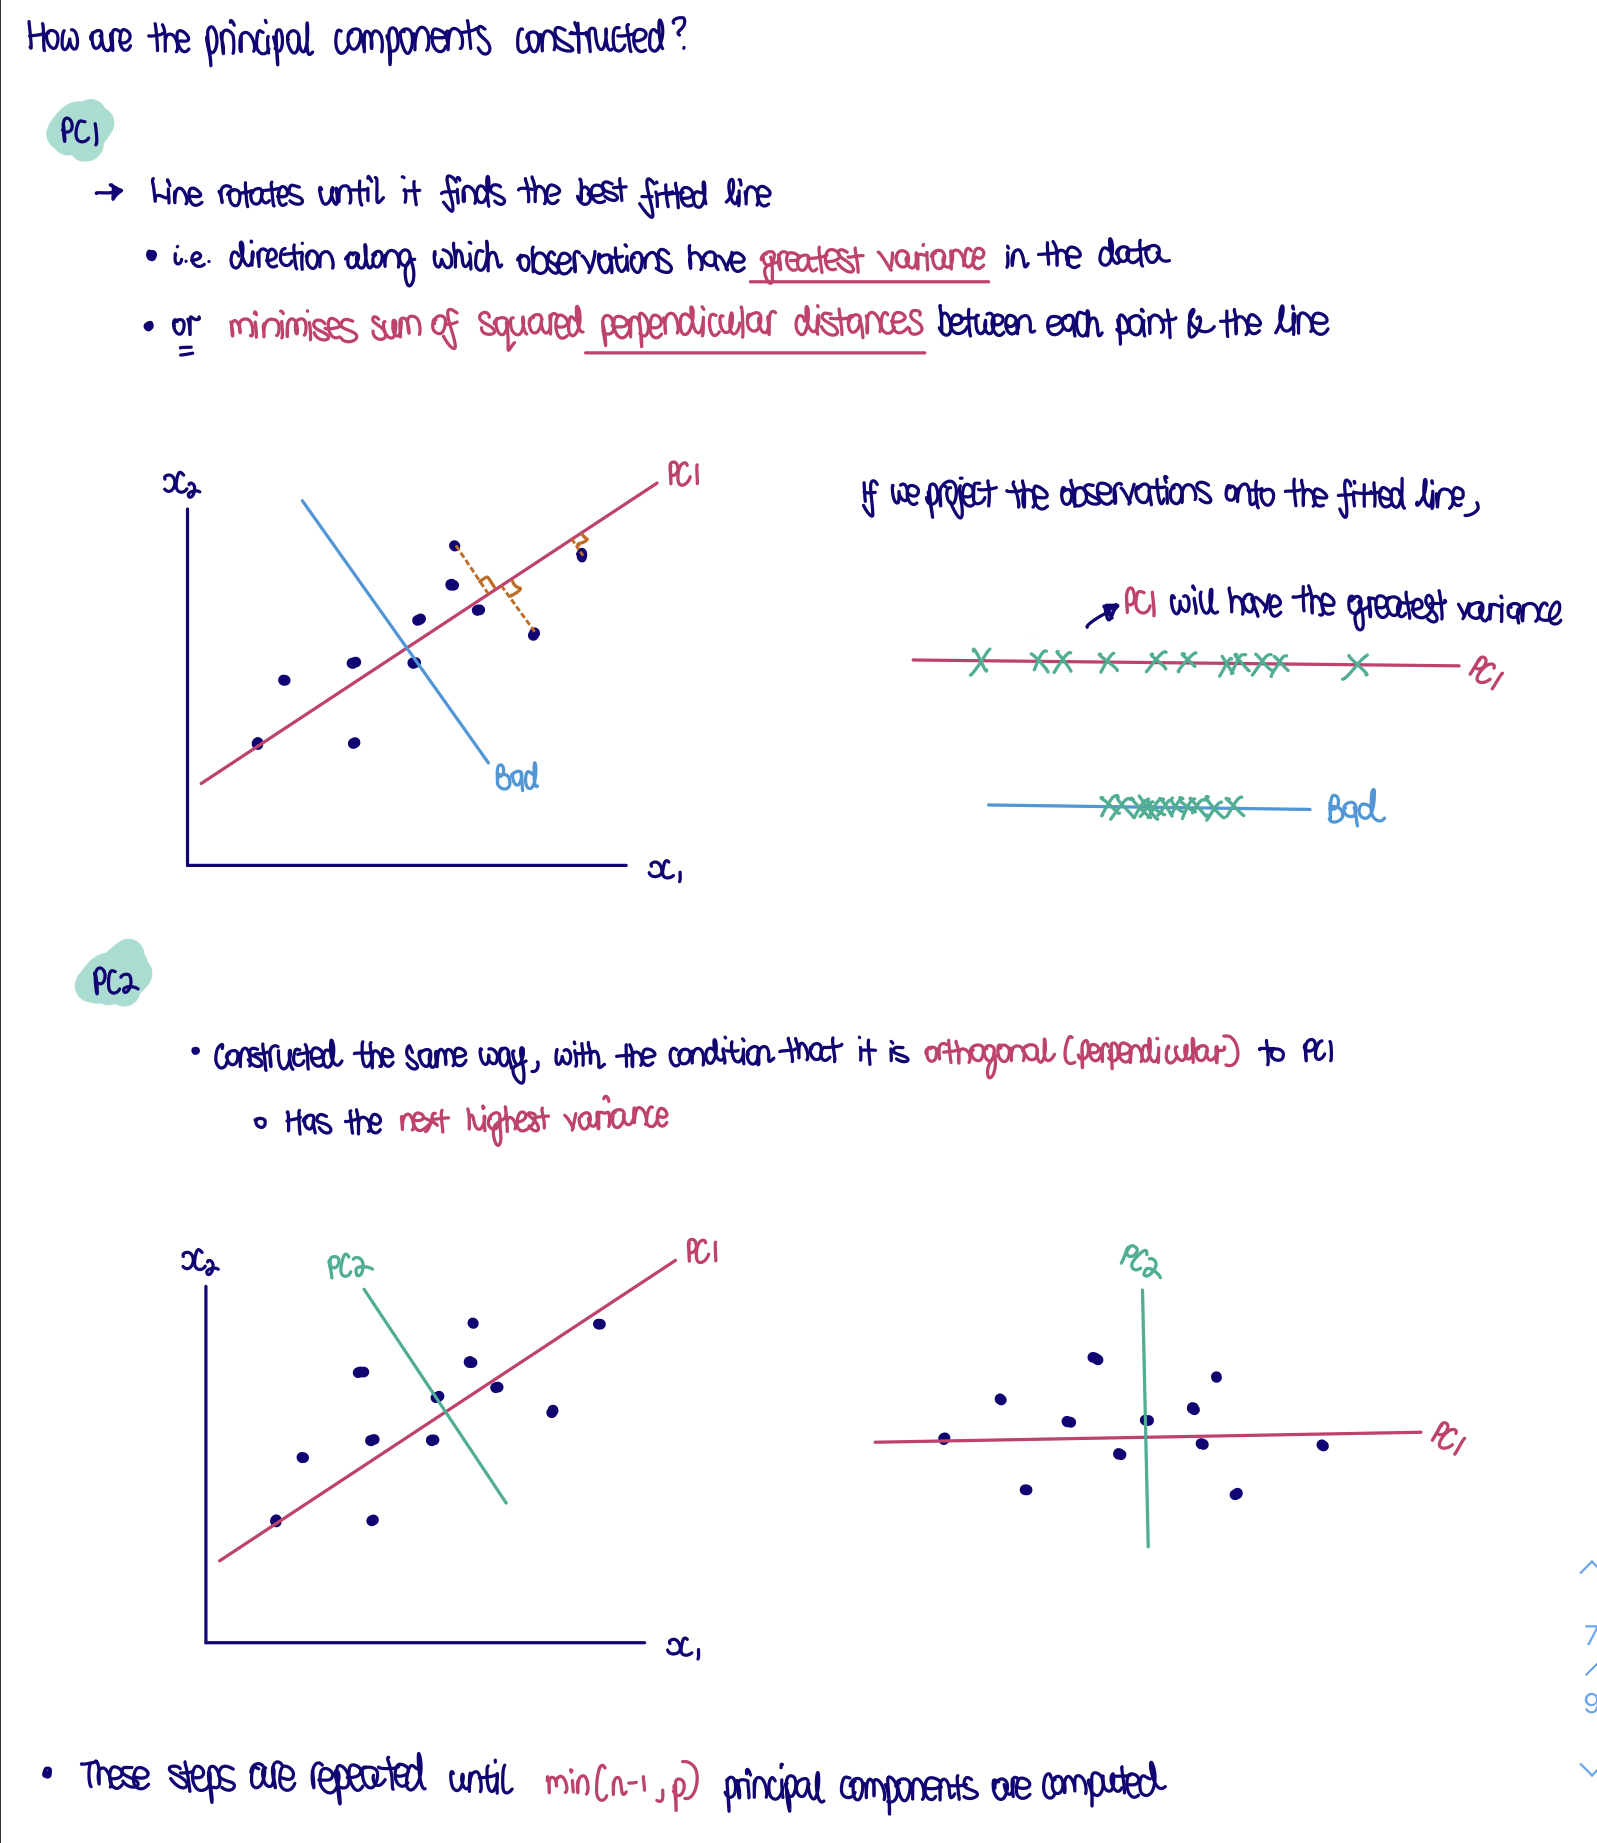 How are the principal components constructed?
PC1
→ Line rotates until it finds the best fitted line
• i.e. direction along which observations have greatest variance in the data
• or minimises sum of squared perpendicular distances between each point & the line
x₂
PC1
Bad
x₁
If we project the observations onto the fitted line,
PC1 will have the greatest variance
PC1
Bad
PC2
• Constructed the same way, with the condition that it is orthogonal (perpendicular) to PC1
○ Has the next highest variance
x₂
PC2
PC1
x₁
PC2
PC1
7
/
9
• These steps are repeated until min(n-1, p) principal components are computed